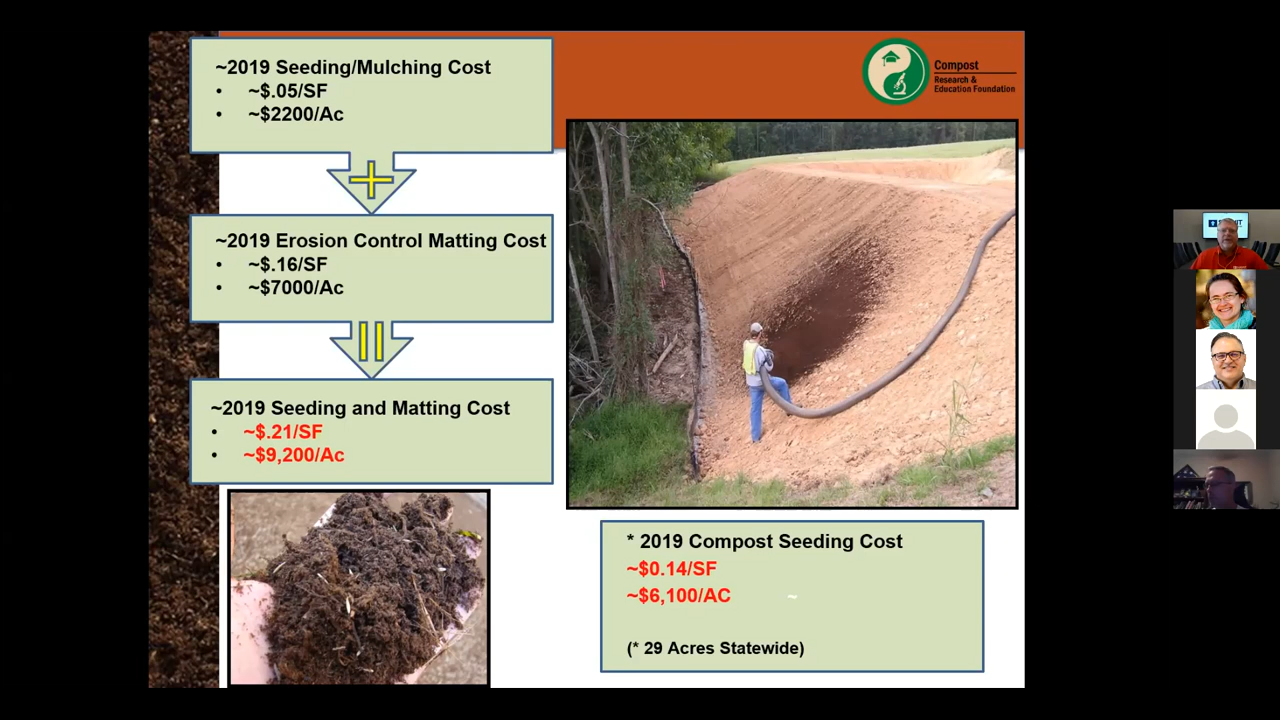 ~2019 Seeding/Mulching Cost
• ~$.05/SF
• ~$2200/Ac
~2019 Erosion Control Matting Cost
• ~$.16/SF
• ~$7000/Ac
~2019 Seeding and Matting Cost
• ~$.21/SF
• ~$9,200/Ac
Compost
Research &
Education Foundation
* 2019 Compost Seeding Cost
~$0.14/SF
~$6,100/AC ~
(* 29 Acres Statewide)